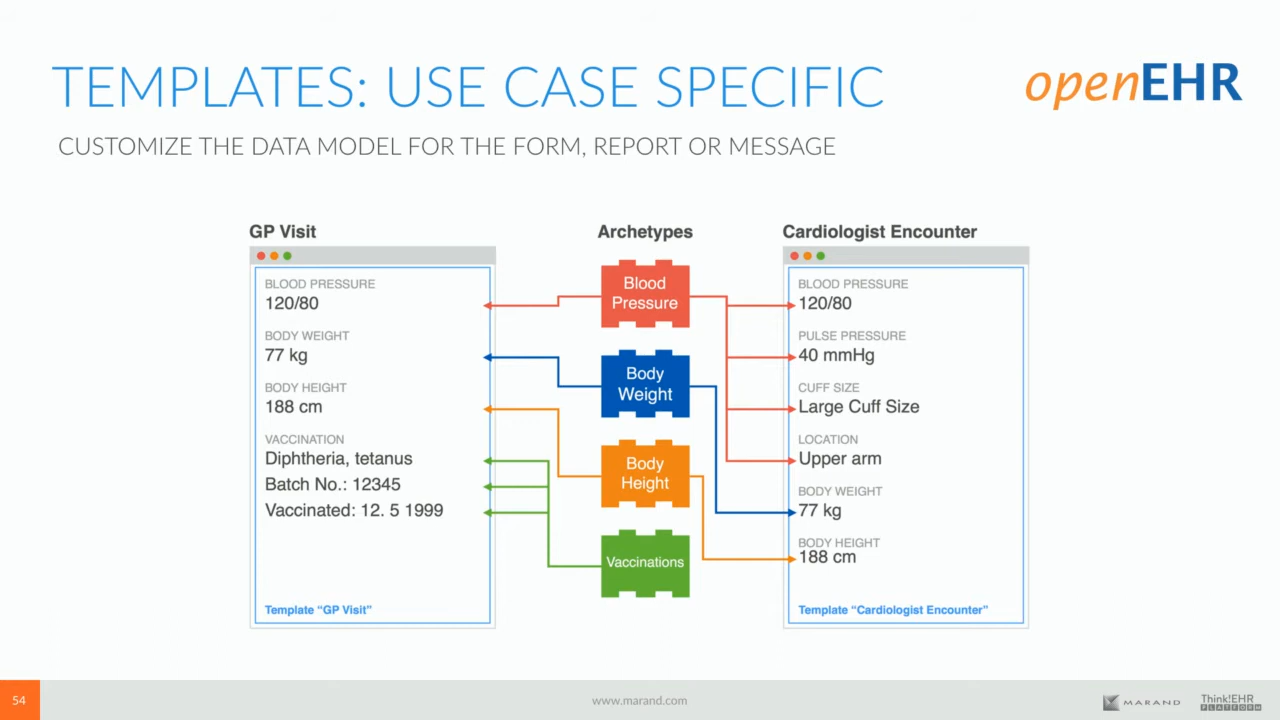 TEMPLATES: USE CASE SPECIFIC
openEHR
CUSTOMIZE THE DATA MODEL FOR THE FORM, REPORT OR MESSAGE
GP Visit
BLOOD PRESSURE
120/80
BODY WEIGHT
77 kg
BODY HEIGHT
188 cm
VACCINATION
Diphtheria, tetanus
Batch No.: 12345
Vaccinated: 12. 5 1999
Template “GP Visit”
Archetypes
Blood
Pressure
Body
Weight
Body
Height
Vaccinations
Cardiologist Encounter
BLOOD PRESSURE
120/80
PULSE PRESSURE
40 mmHg
CUFF SIZE
Large Cuff Size
LOCATION
Upper arm
BODY WEIGHT
77 kg
BODY HEIGHT
188 cm
Template “Cardiologist Encounter”
54
www.marand.com
MARAND
Think!EHR
PLATFORM